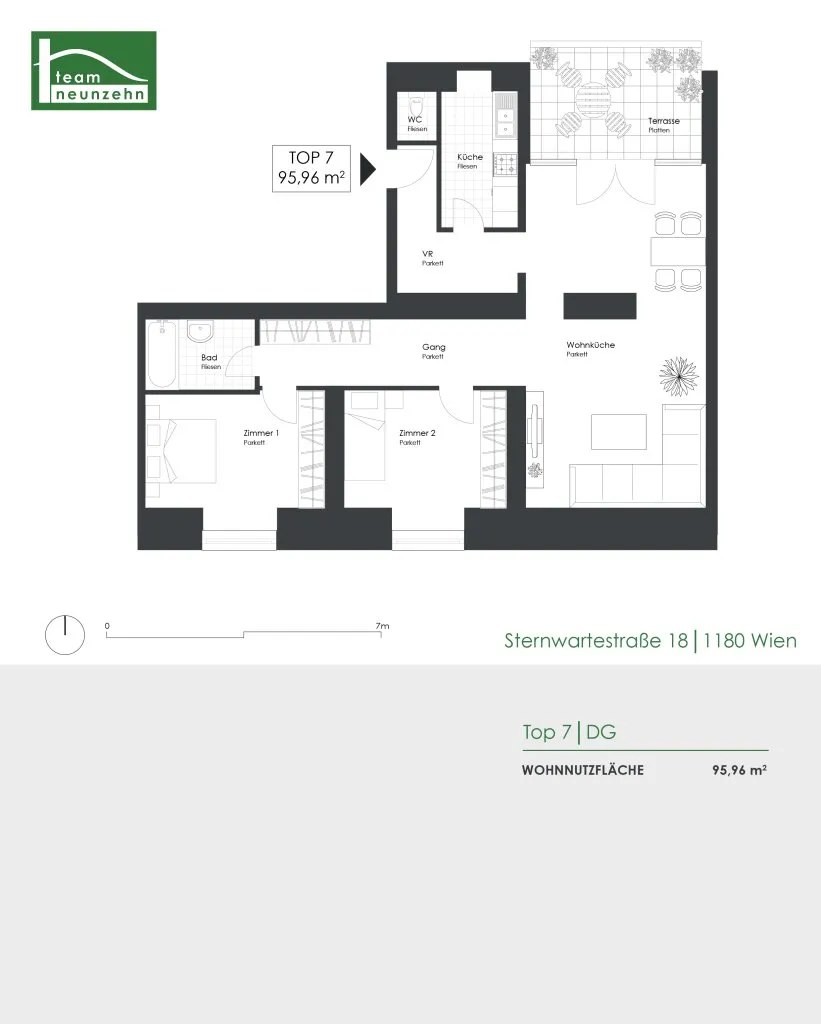 team
neunzehn
TOP 7
95,96 m²
WC
Fliesen
Küche
Fliesen
Terrasse
Platten
VR
Parkett
Bad
Fliesen
Gang
Parkett
Wohnküche
Parkett
Zimmer 1
Parkett
Zimmer 2
Parkett
0 7m
Sternwartestraße 18|1180 Wien
Top 7|DG
WOHNNUTZFLÄCHE 95,96 m²